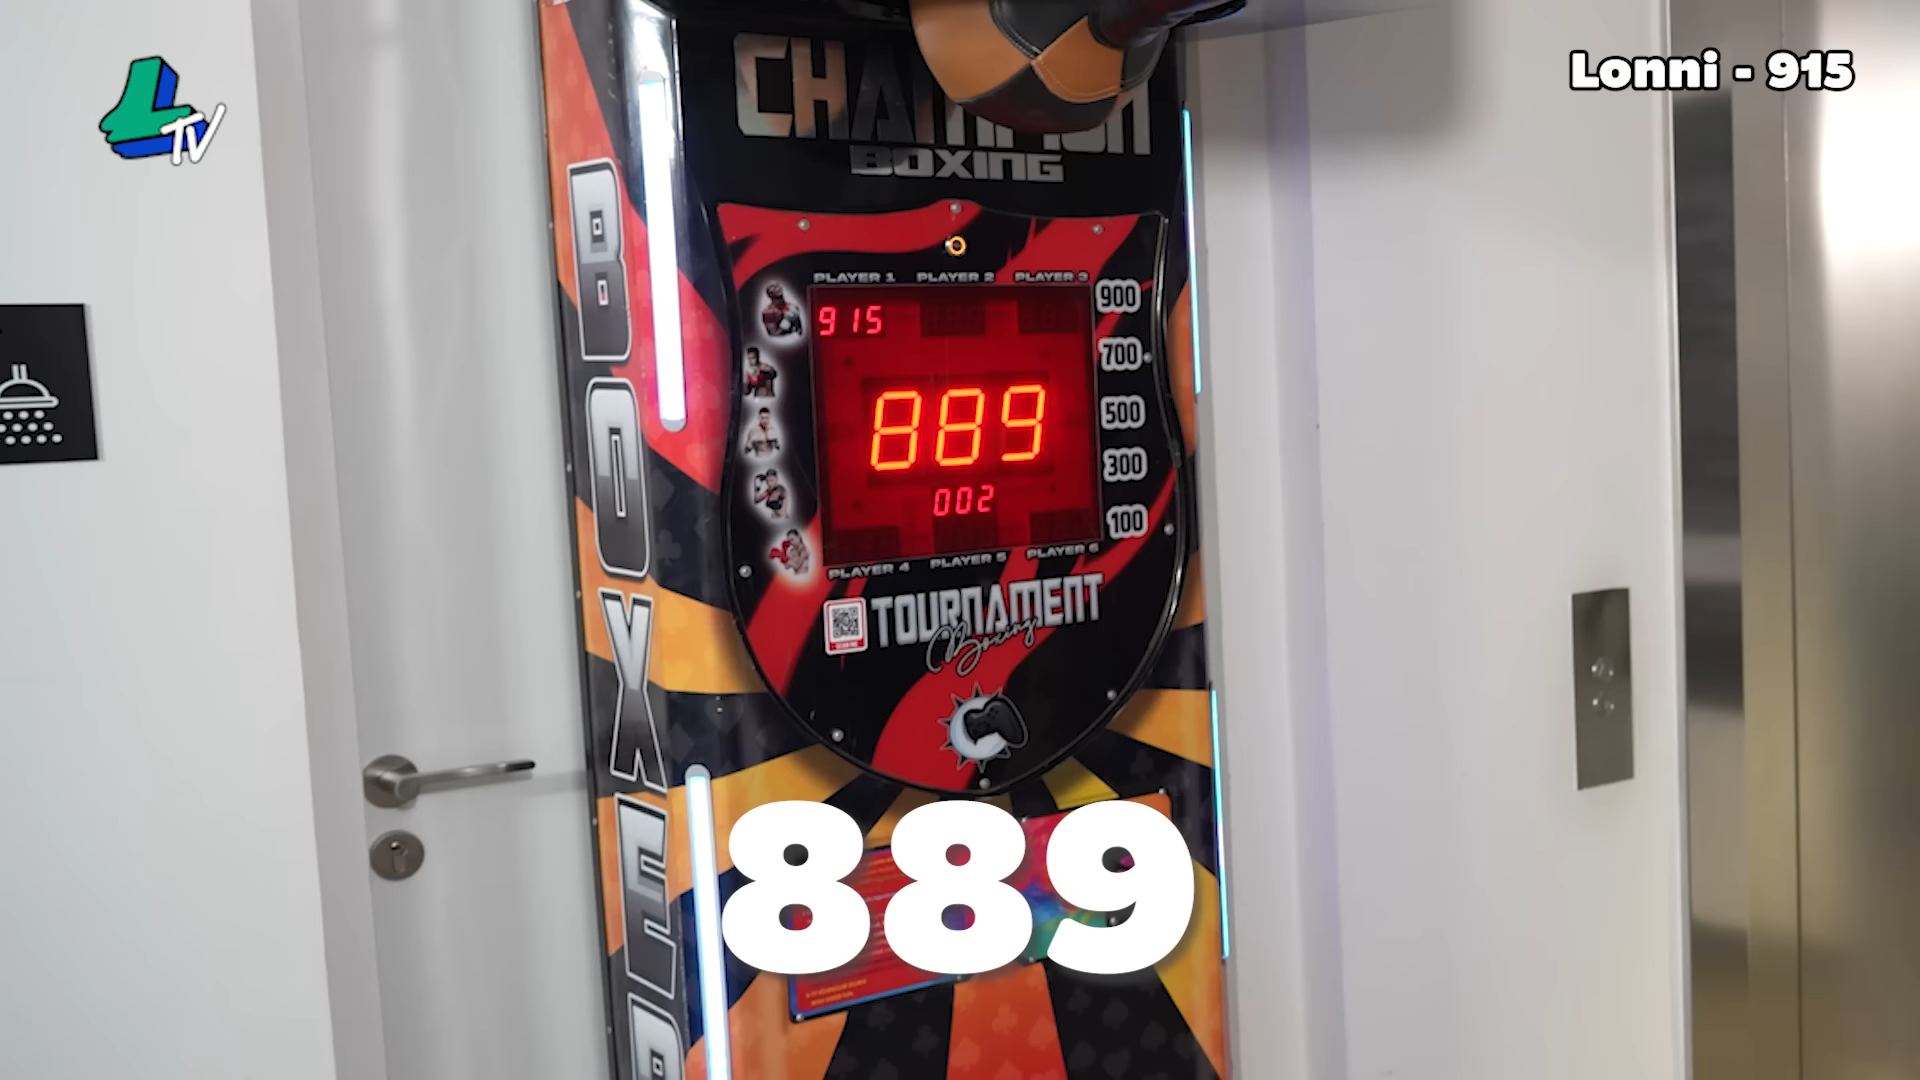 L TV
Lonni - 915
CHAMPION
BOXING
BOXER
PLAYER 1 PLAYER 2 PLAYER 3
915
900
700
889
500
300
002
100
PLAYER 4 PLAYER 5 PLAYER 6
TOURNAMENT
Boxing
889